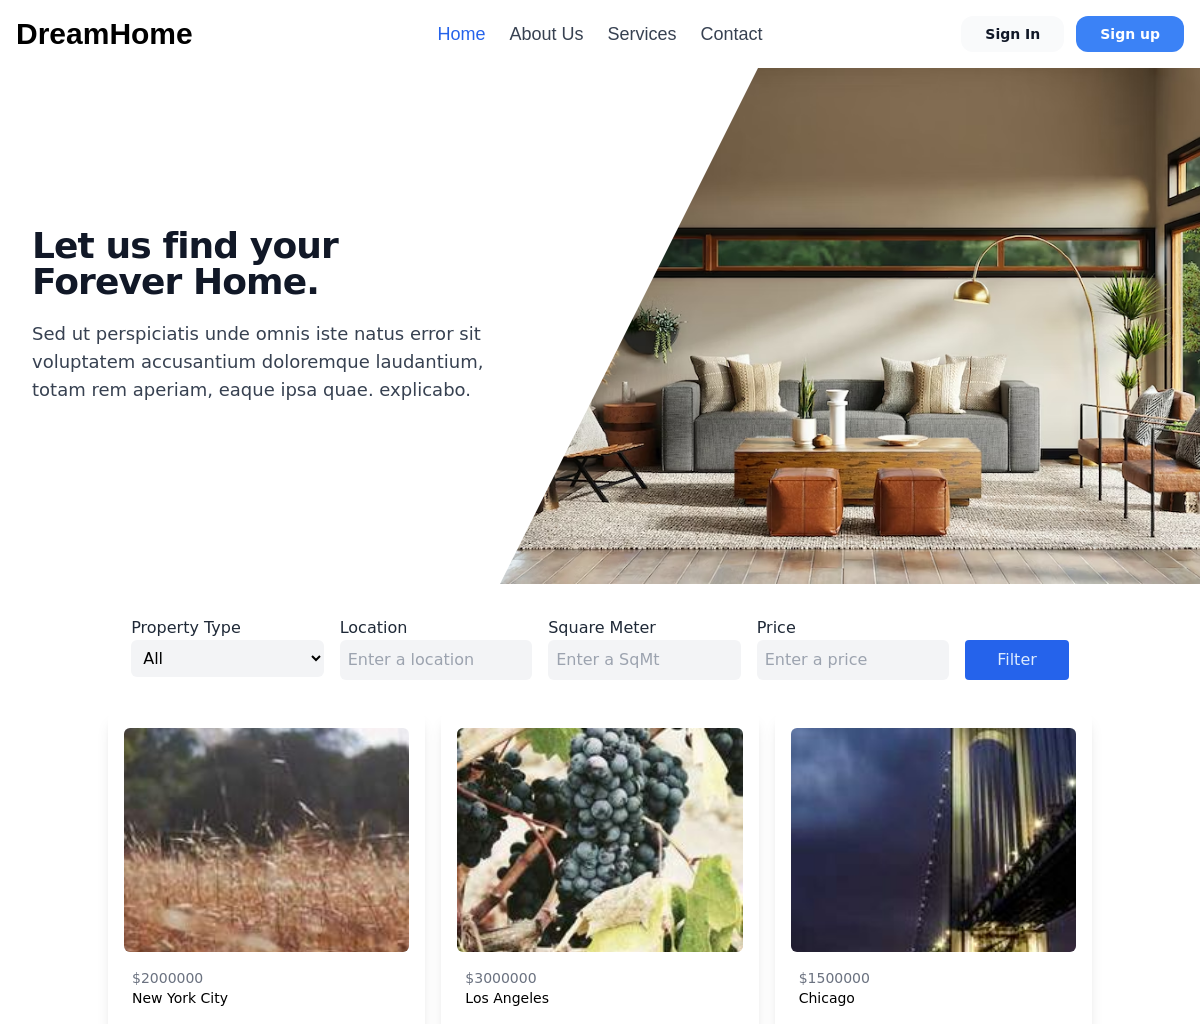 DreamHome
Home About Us Services Contact
Sign In Sign up
Let us find your
Forever Home.
Sed ut perspiciatis unde omnis iste natus error sit
voluptatem accusantium doloremque laudantium,
totam rem aperiam, eaque ipsa quae. explicabo.
Property Type Location Square Meter Price
All Enter a location Enter a SqMt Enter a price Filter
$2000000 $3000000 $1500000
New York City Los Angeles Chicago